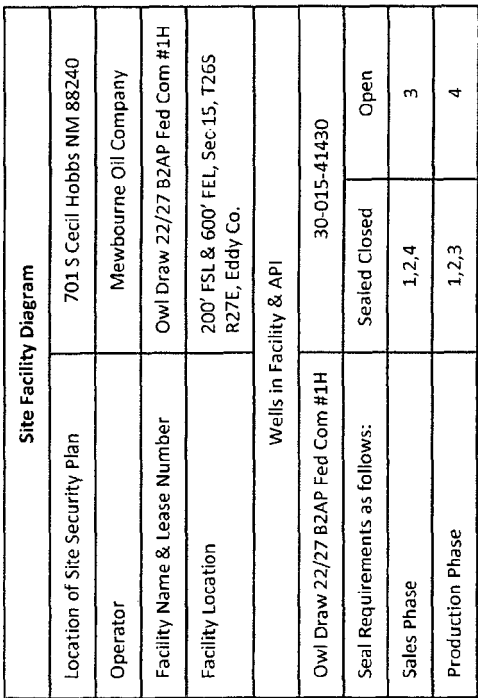 Site Facility Diagram
Location of Site Security Plan 701 S Cecil Hobbs NM 88240
Operator Mewbourne Oil Company
Facility Name & Lease Number Owl Draw 22/27 B2AP Fed Com #1H
Facility Location 200' FSL & 600' FEL, Sec 15, T26S
R27E, Eddy Co.
Wells in Facility & API
Owl Draw 22/27 B2AP Fed Com #1H 30-015-41430
Seal Requirements as follows: Sealed Closed Open
Sales Phase 1,2,4 3
Production Phase 1,2,3 4